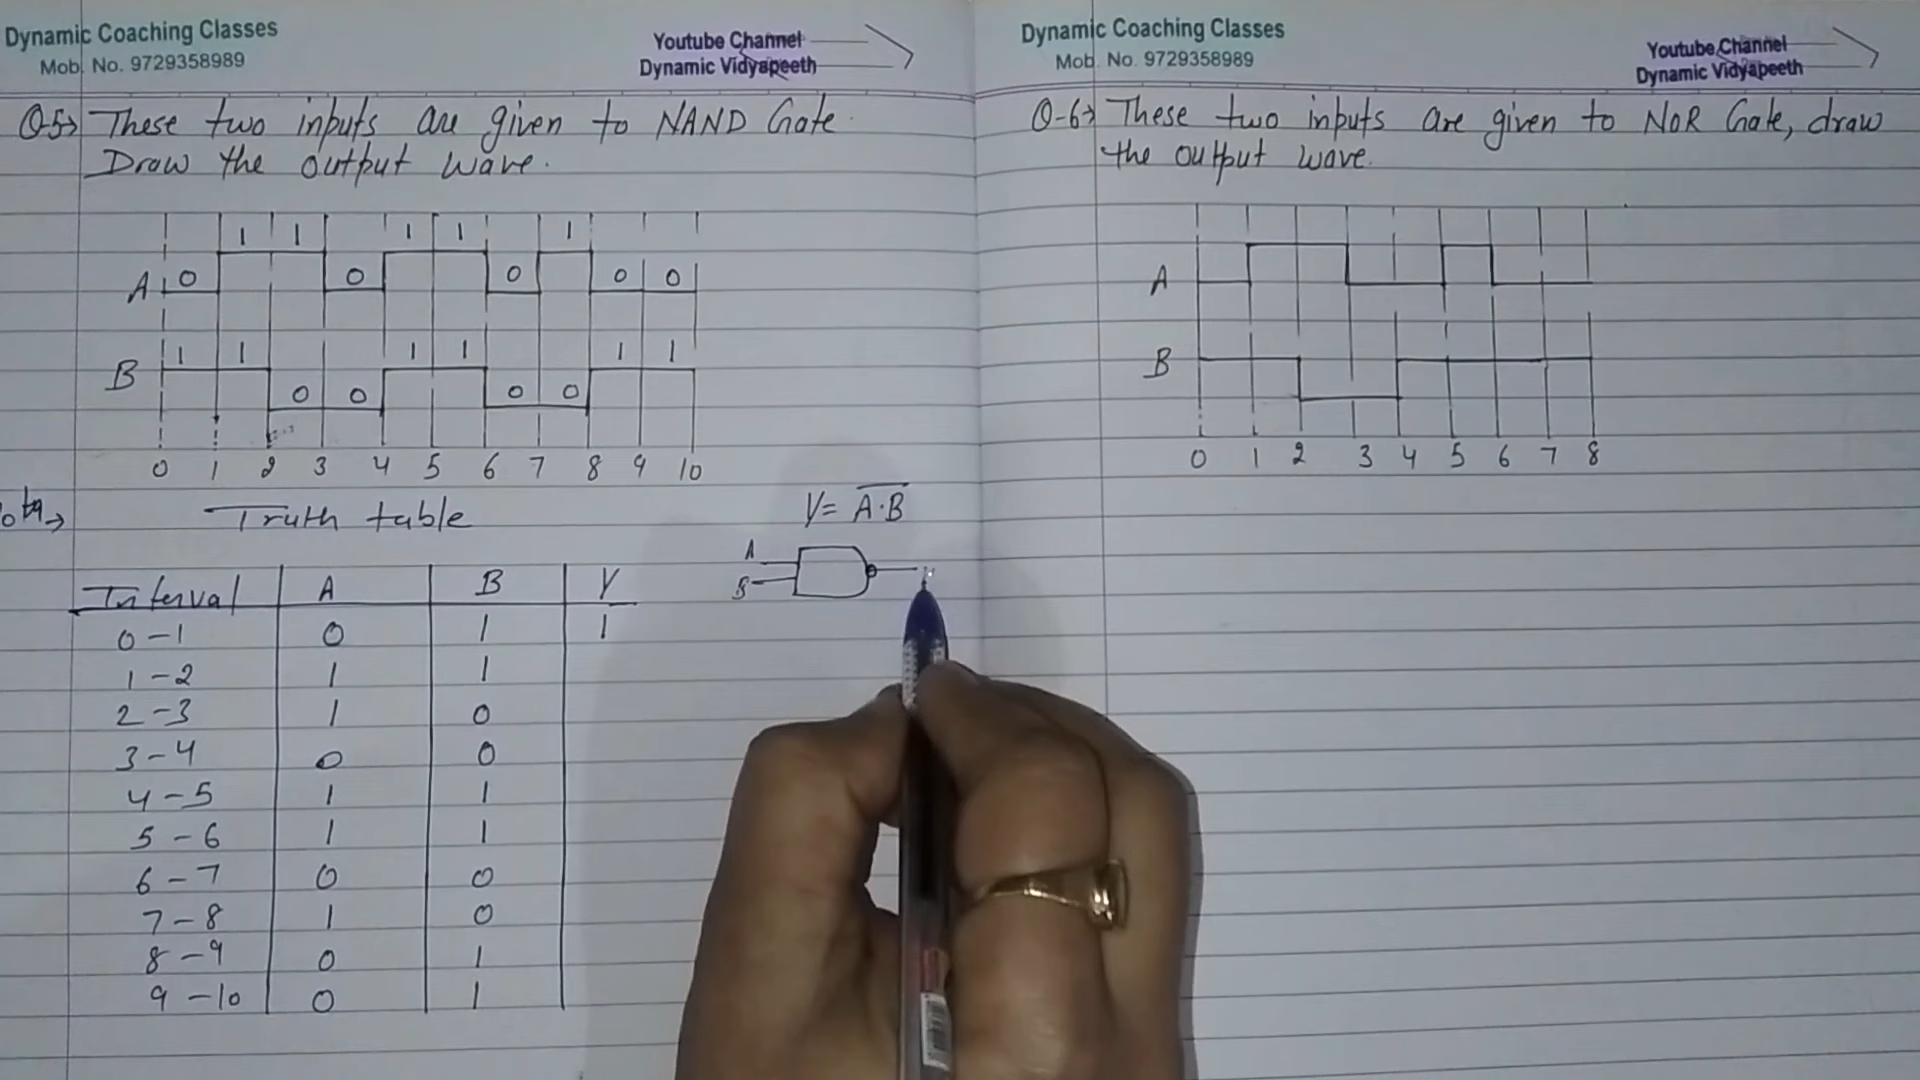 Dynamic Coaching Classes
Mob. No. 9729358989
Youtube Channel
Dynamic Vidyapeeth
Q-5→ These two inputs are given to NAND Gate.
Draw the output wave.
1 1 1 1 1
A 0 0 0 0 0
1 1 1 1 1 1
B 0 0 0 0
0 1 2 3 4 5 6 7 8 9 10
Truth table
Y = \overline{A·B}
A
B
Interval A B Y
0-1 0 1 1
1-2 1 1
2-3 1 0
3-4 0 0
4-5 1 1
5-6 1 1
6-7 0 0
7-8 1 0
8-9 0 1
9-10 0 1
Dynamic Coaching Classes
Mob. No. 9729358989
Youtube Channel
Dynamic Vidyapeeth
Q-6→ These two inputs are given to NOR Gate, draw
the output wave.
A
B
0 1 2 3 4 5 6 7 8